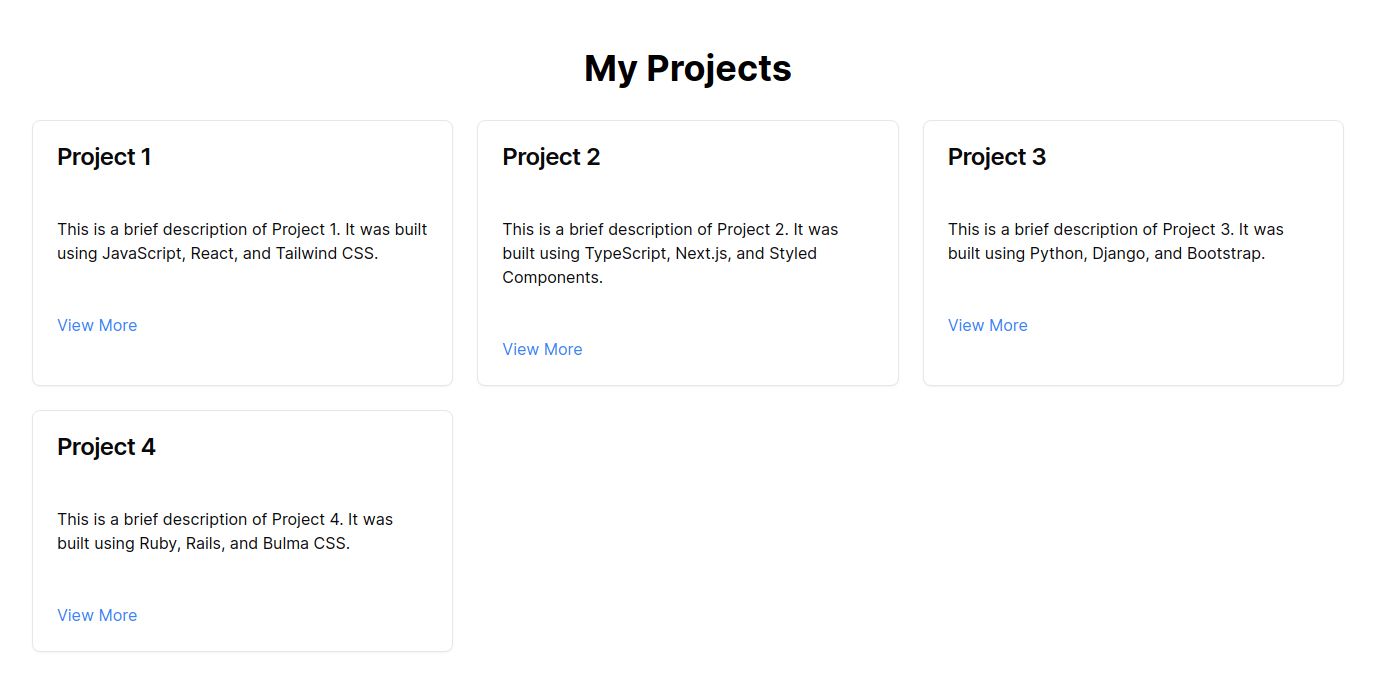 My Projects
Project 1
This is a brief description of Project 1. It was built
using JavaScript, React, and Tailwind CSS.
View More
Project 2
This is a brief description of Project 2. It was
built using TypeScript, Next.js, and Styled
Components.
View More
Project 3
This is a brief description of Project 3. It was
built using Python, Django, and Bootstrap.
View More
Project 4
This is a brief description of Project 4. It was
built using Ruby, Rails, and Bulma CSS.
View More